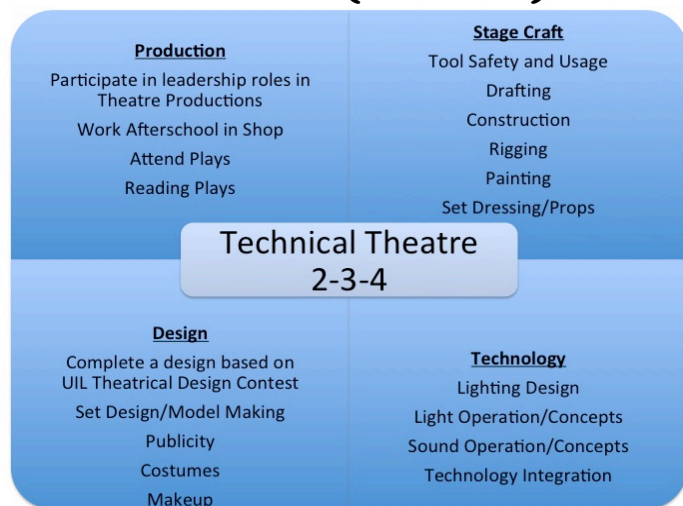 Production
Participate in leadership roles in
Theatre Productions
Work Afterschool in Shop
Attend Plays
Reading Plays
Stage Craft
Tool Safety and Usage
Drafting
Construction
Rigging
Painting
Set Dressing/Props
Technical Theatre
2-3-4
Design
Complete a design based on
UIL Theatrical Design Contest
Set Design/Model Making
Publicity
Costumes
Makeup
Technology
Lighting Design
Light Operation/Concepts
Sound Operation/Concepts
Technology Integration